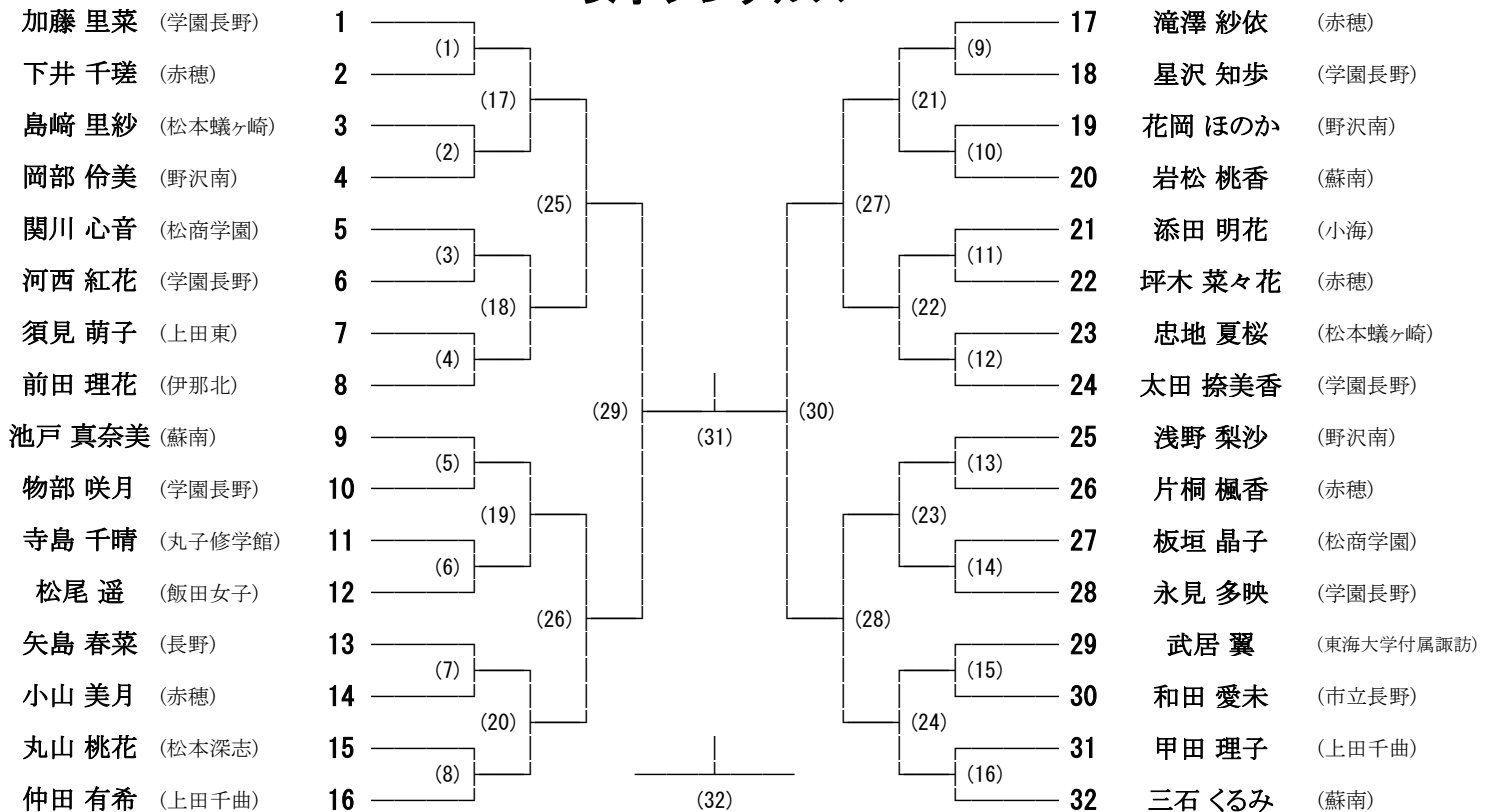 加藤 里菜 (学園長野) 1 17 滝澤 紗依 (赤穂)
(1) (9)
下井 千瑳 (赤穂) 2 18 星沢 知歩 (学園長野)
(17) (21)
島﨑 里紗 (松本蟻ヶ崎) 3 19 花岡 ほのか (野沢南)
(2) (10)
岡部 伶美 (野沢南) 4 20 岩松 桃香 (蘇南)
(25) (27)
関川 心音 (松商学園) 5 21 添田 明花 (小海)
(3) (11)
河西 紅花 (学園長野) 6 22 坪木 菜々花 (赤穂)
(18) (22)
須見 萌子 (上田東) 7 23 忠地 夏桜 (松本蟻ヶ崎)
(4) (12)
前田 理花 (伊那北) 8 24 太田 捺美香 (学園長野)
(29) (31) (30)
池戸 真奈美 (蘇南) 9 25 浅野 梨沙 (野沢南)
(5) (13)
物部 咲月 (学園長野) 10 26 片桐 楓香 (赤穂)
(19) (23)
寺島 千晴 (丸子修学館) 11 27 板垣 晶子 (松商学園)
(6) (14)
松尾 遥 (飯田女子) 12 28 永見 多映 (学園長野)
(26) (28)
矢島 春菜 (長野) 13 29 武居 翼 (東海大学付属諏訪)
(7) (15)
小山 美月 (赤穂) 14 30 和田 愛未 (市立長野)
(20) (24)
丸山 桃花 (松本深志) 15 31 甲田 理子 (上田千曲)
(8) (16)
仲田 有希 (上田千曲) 16 (32) 32 三石 くるみ (蘇南)